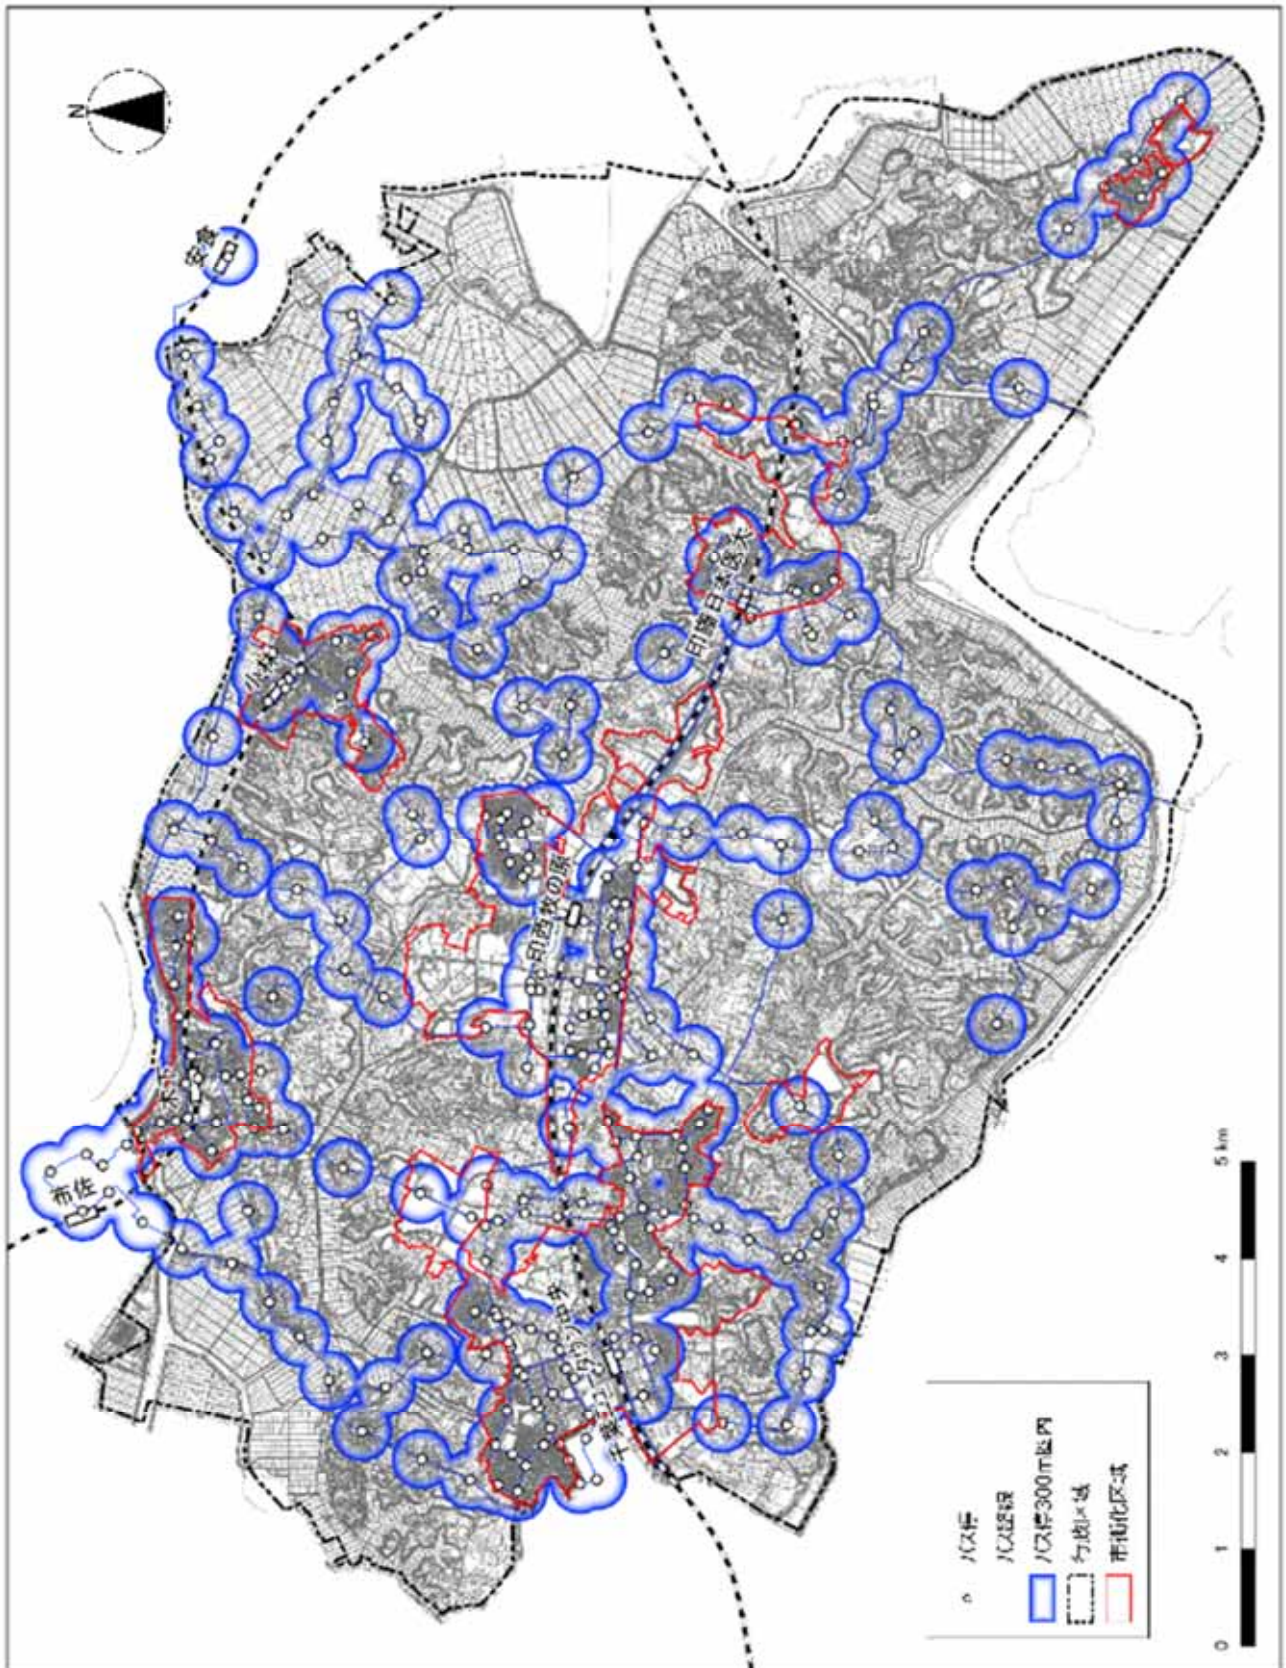 N
安食
小林
布佐
木下
印西牧の原
印旛日本医大
千葉ニュータウン中央
バス停
バス路線
バス停300m圏内
行政区域
市街化区域
0 1 2 3 4 5 km